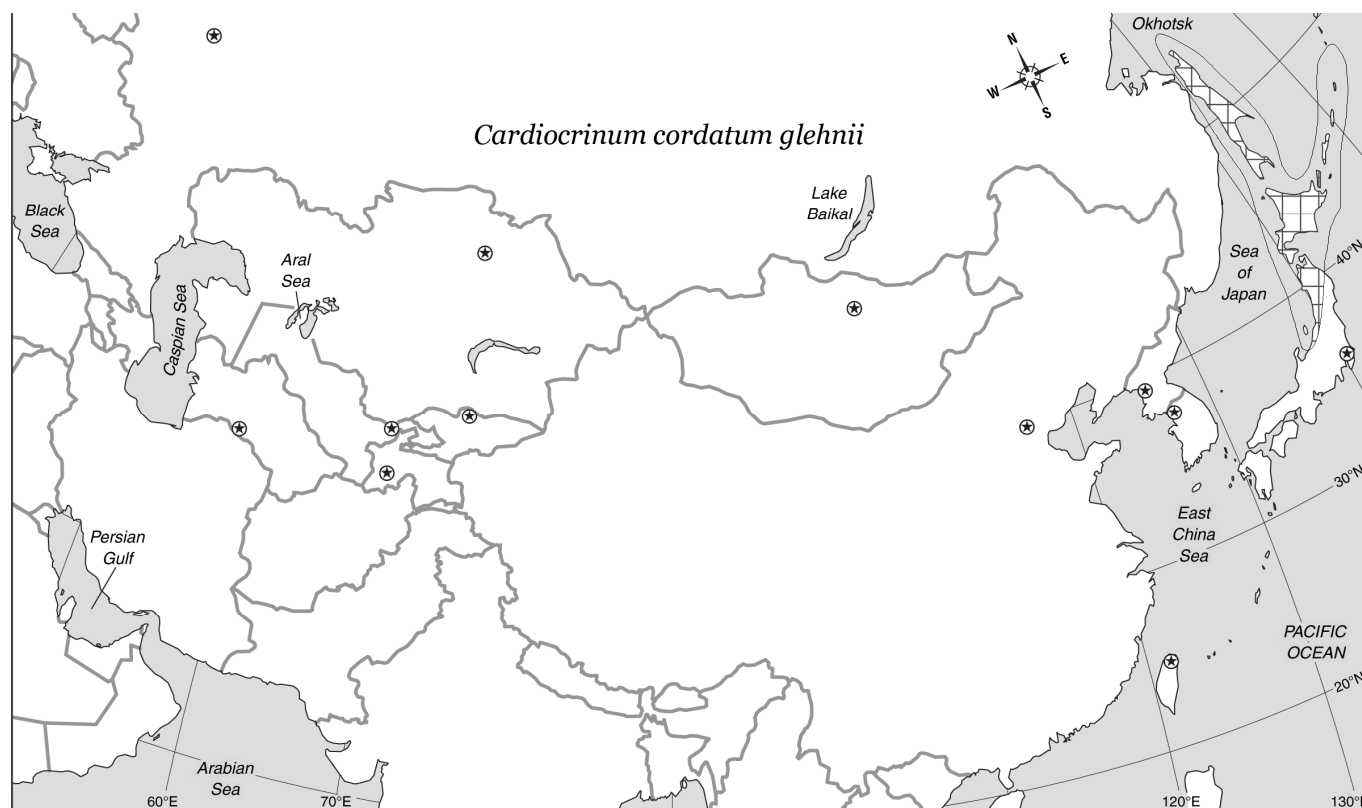 Okhotsk
N
E
W
S
Cardiocrinum cordatum glehnii
Lake
Baikal
Black
Sea
Aral
Sea
Caspian Sea
Sea
of
Japan
40°N
30°N
East
China
Sea
Persian
Gulf
PACIFIC
OCEAN
20°N
Arabian
Sea
60°E
70°E
120°E
130°E